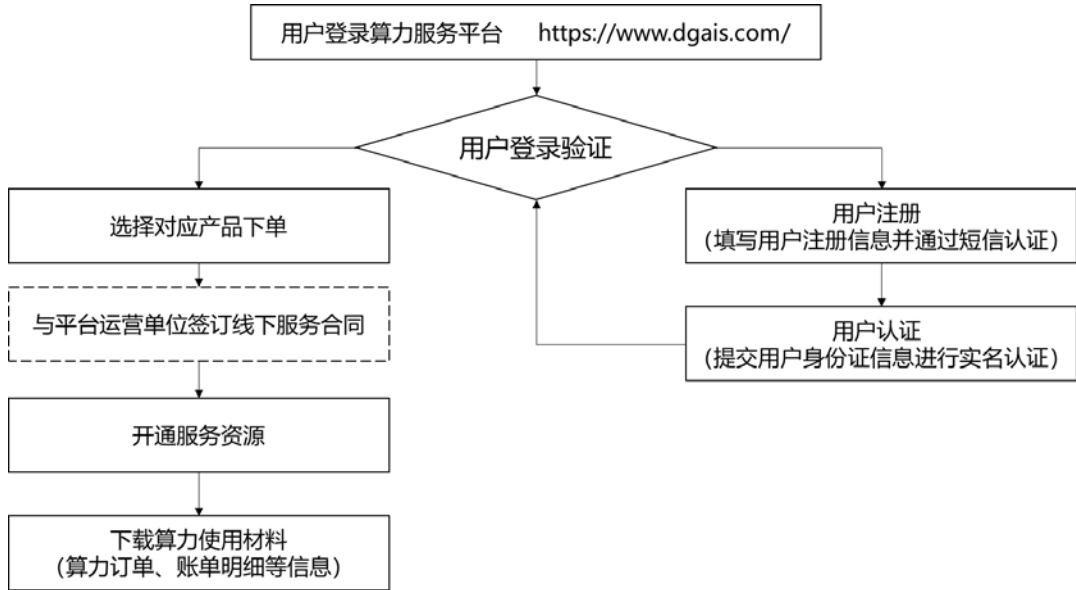 用户登录算力服务平台 https://www.dgais.com/
用户登录验证
选择对应产品下单
与平台运营单位签订线下服务合同
开通服务资源
下载算力使用材料
（算力订单、账单明细等信息）
用户注册
（填写用户注册信息并通过短信认证）
用户认证
（提交用户身份证信息进行实名认证）